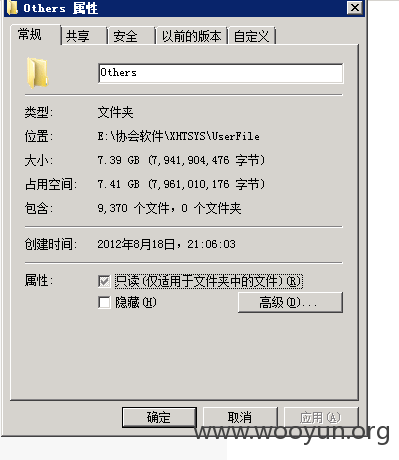 Others 属性
常规 共享 安全 以前的版本 自定义
Others
类型: 文件夹
位置: E:\协会软件\XHTSYS\UserFile
大小: 7.39 GB (7,941,904,476 字节)
占用空间: 7.41 GB (7,961,010,176 字节)
包含: 9,370 个文件，0 个文件夹
创建时间: 2012年8月18日，21:06:03
属性: 只读(仅适用于文件夹中的文件)(R)
隐藏(H) 高级(D)...
确定 取消 应用(A)
www.wooyun.org